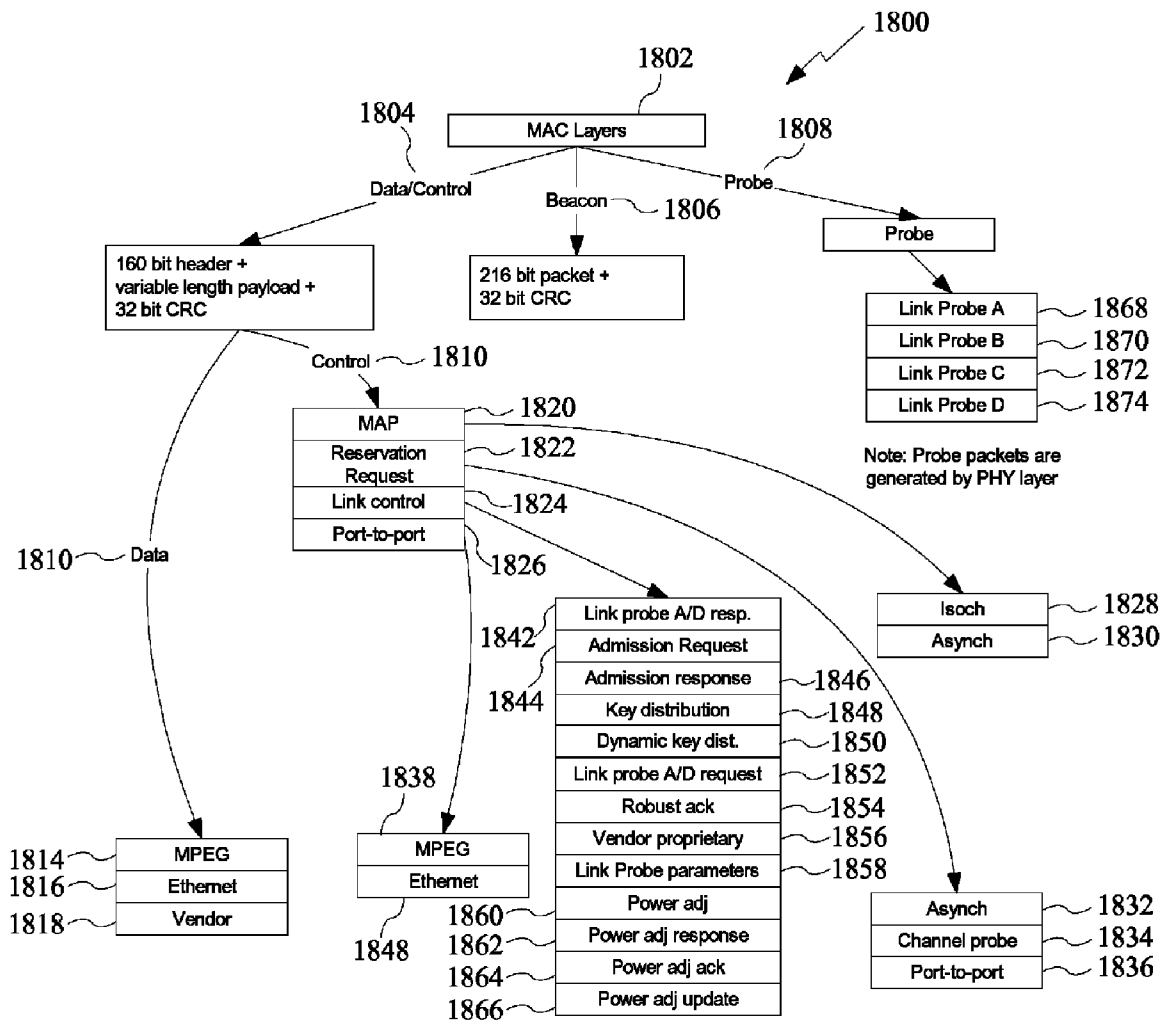 1800
1802
MAC Layers
1804
1808
Data/Control
Beacon
1806
Probe
160 bit header +
variable length payload +
32 bit CRC
216 bit packet +
32 bit CRC
Probe
Link Probe A
1868
Link Probe B
1870
Link Probe C
1872
Link Probe D
1874
Note: Probe packets are
generated by PHY layer
Control
1810
MAP
1820
Reservation
Request
1822
Link control
1824
Port-to-port
1826
1810
Data
Isoch
1828
Asynch
1830
1842
Link probe A/D resp.
1844
Admission Request
Admission response
1846
Key distribution
1848
Dynamic key dist.
1850
Link probe A/D request
1852
Robust ack
1854
Vendor proprietary
1856
Link Probe parameters
1858
1860
Power adj
1862
Power adj response
1864
Power adj ack
1866
Power adj update
1814
MPEG
1816
Ethernet
1818
Vendor
1838
MPEG
Ethernet
1848
Asynch
1832
Channel probe
1834
Port-to-port
1836